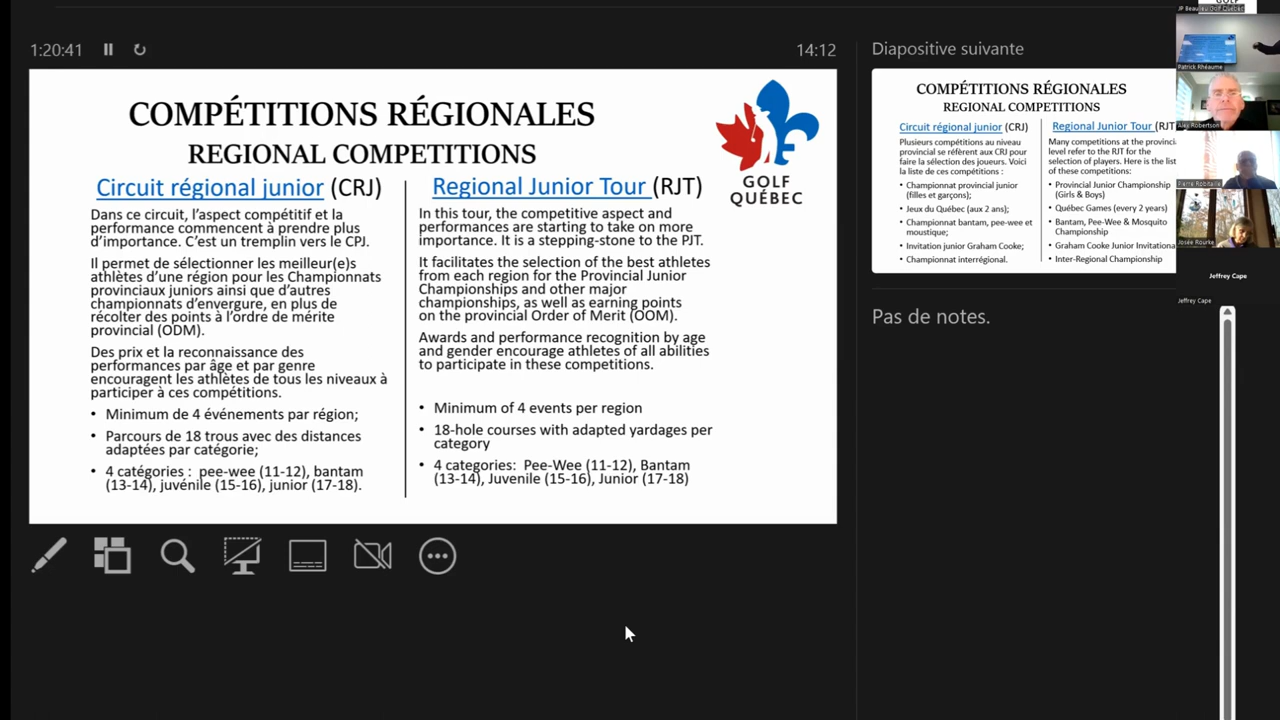 1:20:41
14:12
COMPÉTITIONS RÉGIONALES
REGIONAL COMPETITIONS
GOLF
QUÉBEC
Circuit régional junior (CRJ)
Dans ce circuit, l'aspect compétitif et la
performance commencent à prendre plus
d'importance. C'est un tremplin vers le CPJ.
Il permet de sélectionner les meilleur(e)s
athlètes d'une région pour les Championnats
provinciaux juniors ainsi que d'autres
championnats d'envergure, en plus de
récolter des points à l'ordre de mérite
provincial (ODM).
Des prix et la reconnaissance des
performances par âge et par genre
encouragent les athlètes de tous les niveaux à
participer à ces compétitions.
• Minimum de 4 événements par région;
• Parcours de 18 trous avec des distances
adaptées par catégorie;
• 4 catégories : pee-wee (11-12), bantam
(13-14), juvénile (15-16), junior (17-18).
Regional Junior Tour (RJT)
In this tour, the competitive aspect and
performances are starting to take on more
importance. It is a stepping-stone to the PJT.
It facilitates the selection of the best athletes
from each region for the Provincial Junior
Championships and other major
championships, as well as earning points
on the provincial Order of Merit (OOM).
Awards and performance recognition by age
and gender encourage athletes of all abilities
to participate in these competitions.
• Minimum of 4 events per region
• 18-hole courses with adapted yardages per
category
• 4 categories: Pee-Wee (11-12), Bantam
(13-14), Juvenile (15-16), Junior (17-18)
Diapositive suivante
COMPÉTITIONS RÉGIONALES
REGIONAL COMPETITIONS
Circuit régional junior (CRJ)
Plusieurs compétitions au niveau
provincial se réfèrent aux CRJ pour
faire la sélection des joueurs. Voici
la liste de ces compétitions :
• Championnat provincial junior
(filles et garçons);
• Jeux du Québec (aux 2 ans);
• Championnat bantam, pee-wee et
moustique;
• Invitation junior Graham Cooke;
• Championnat interrégional.
Regional Junior Tour (RJT
Many competitions at the provinci
level refer to the RJT for the
selection of players. Here is the list
of these competitions:
• Provincial Junior Championship
(Girls & Boys)
• Québec Games (every 2 years)
• Bantam, Pee-Wee & Mosquito
Championship
• Graham Cooke Junior Invitationa
• Inter-Regional Championship
Pas de notes.
JP Beaulieu Golf Québec
Patrick Rhéaume
Alex Robertson
Pierre Robitaille
Josée Rourke
Jeffrey Cape
Jeffrey Cape